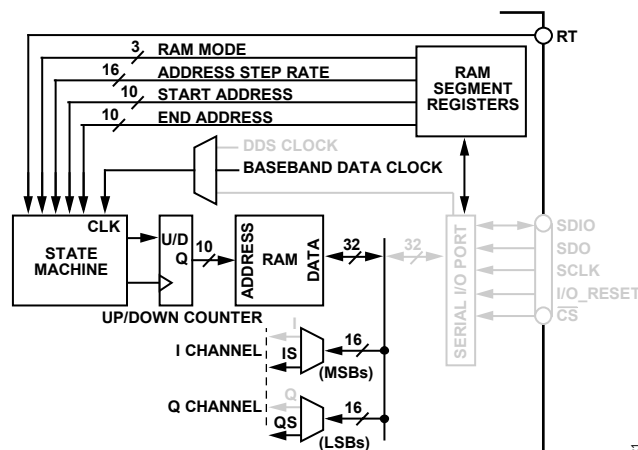 RT
3 RAM MODE
16 ADDRESS STEP RATE
10 START ADDRESS
10 END ADDRESS
RAM
SEGMENT
REGISTERS
DDS CLOCK
BASEBAND DATA CLOCK
CLK
STATE
MACHINE
U/D
Q
10
ADDRESS
RAM
DATA
32
32
SERIAL I/O PORT
SDIO
SDO
SCLK
I/O_RESET
CS
UP/DOWN COUNTER
I
I CHANNEL
IS
16
(MSBs)
Q
Q CHANNEL
QS
16
(LSBs)